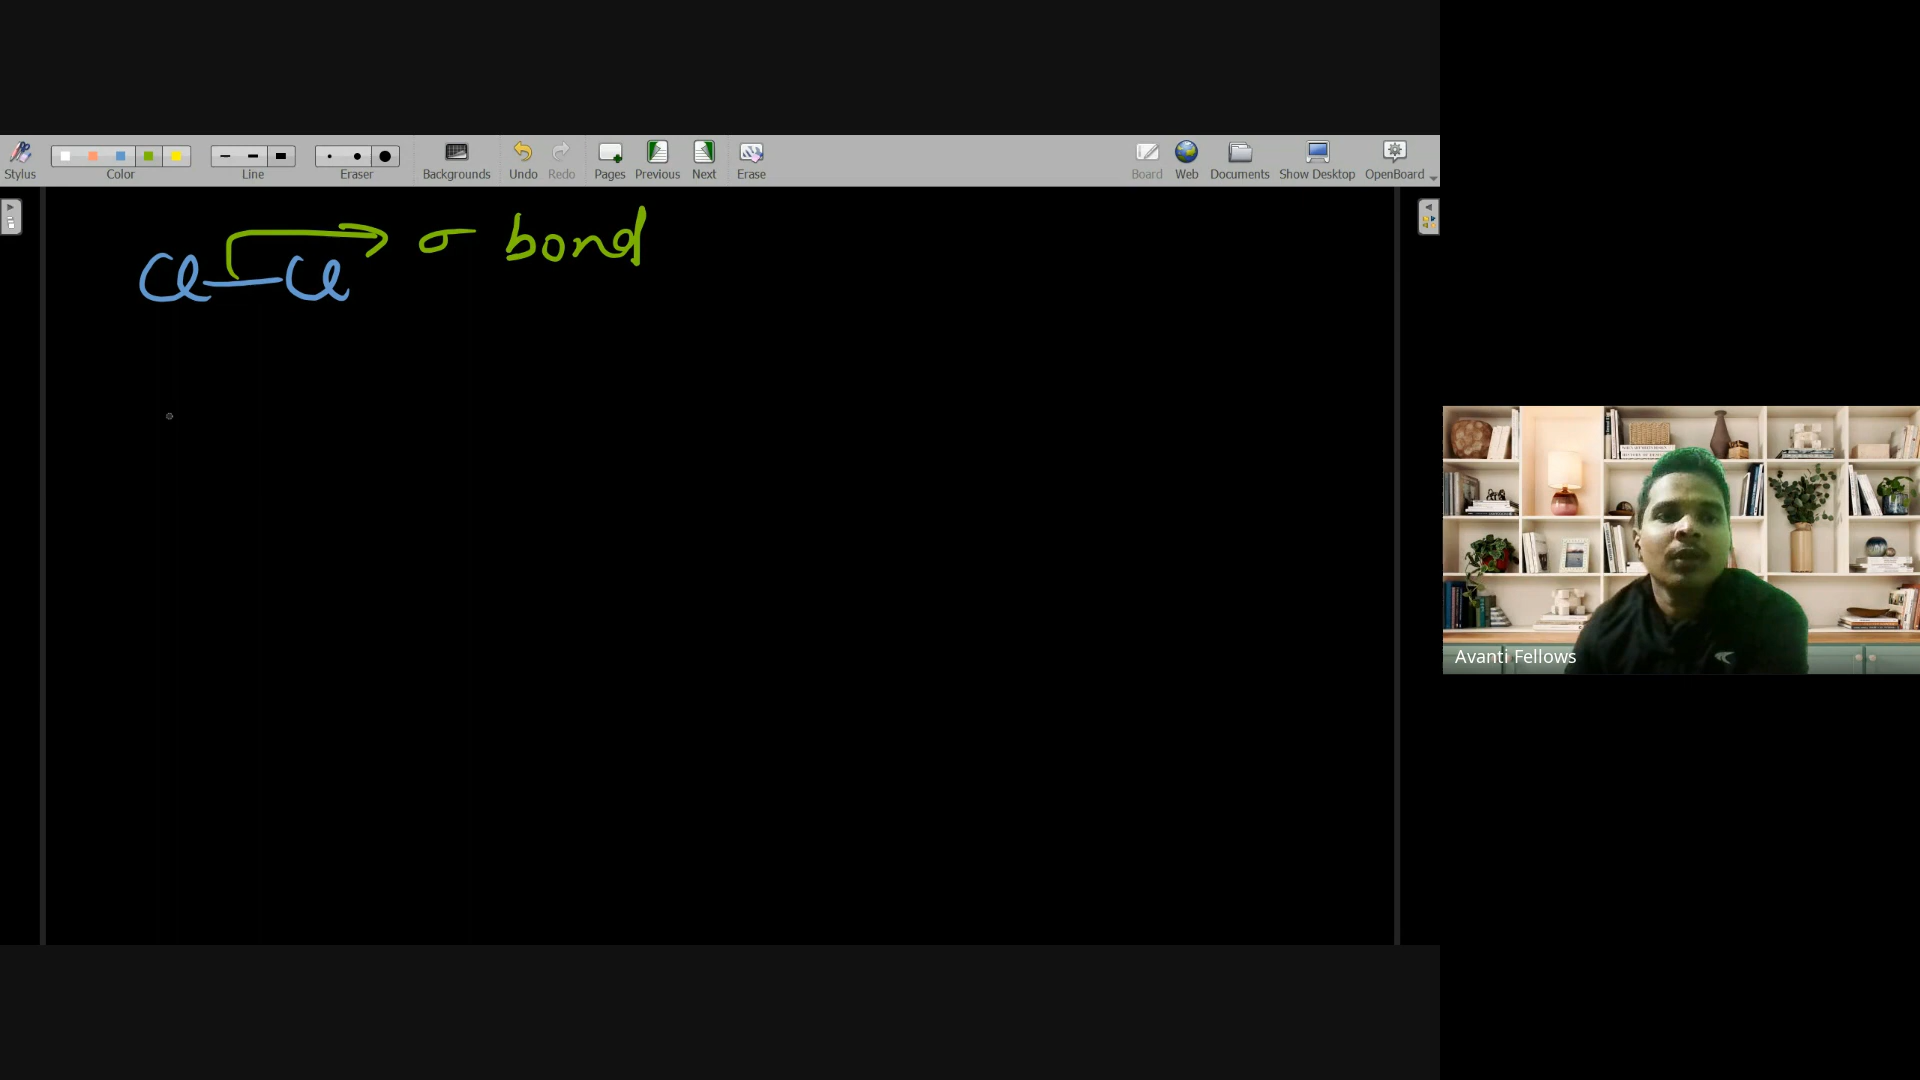 Stylus Color Line Eraser Backgrounds Undo Redo Pages Previous Next Erase Board Web Documents Show Desktop OpenBoard
Cl—Cl → σ bond
Avanti Fellows